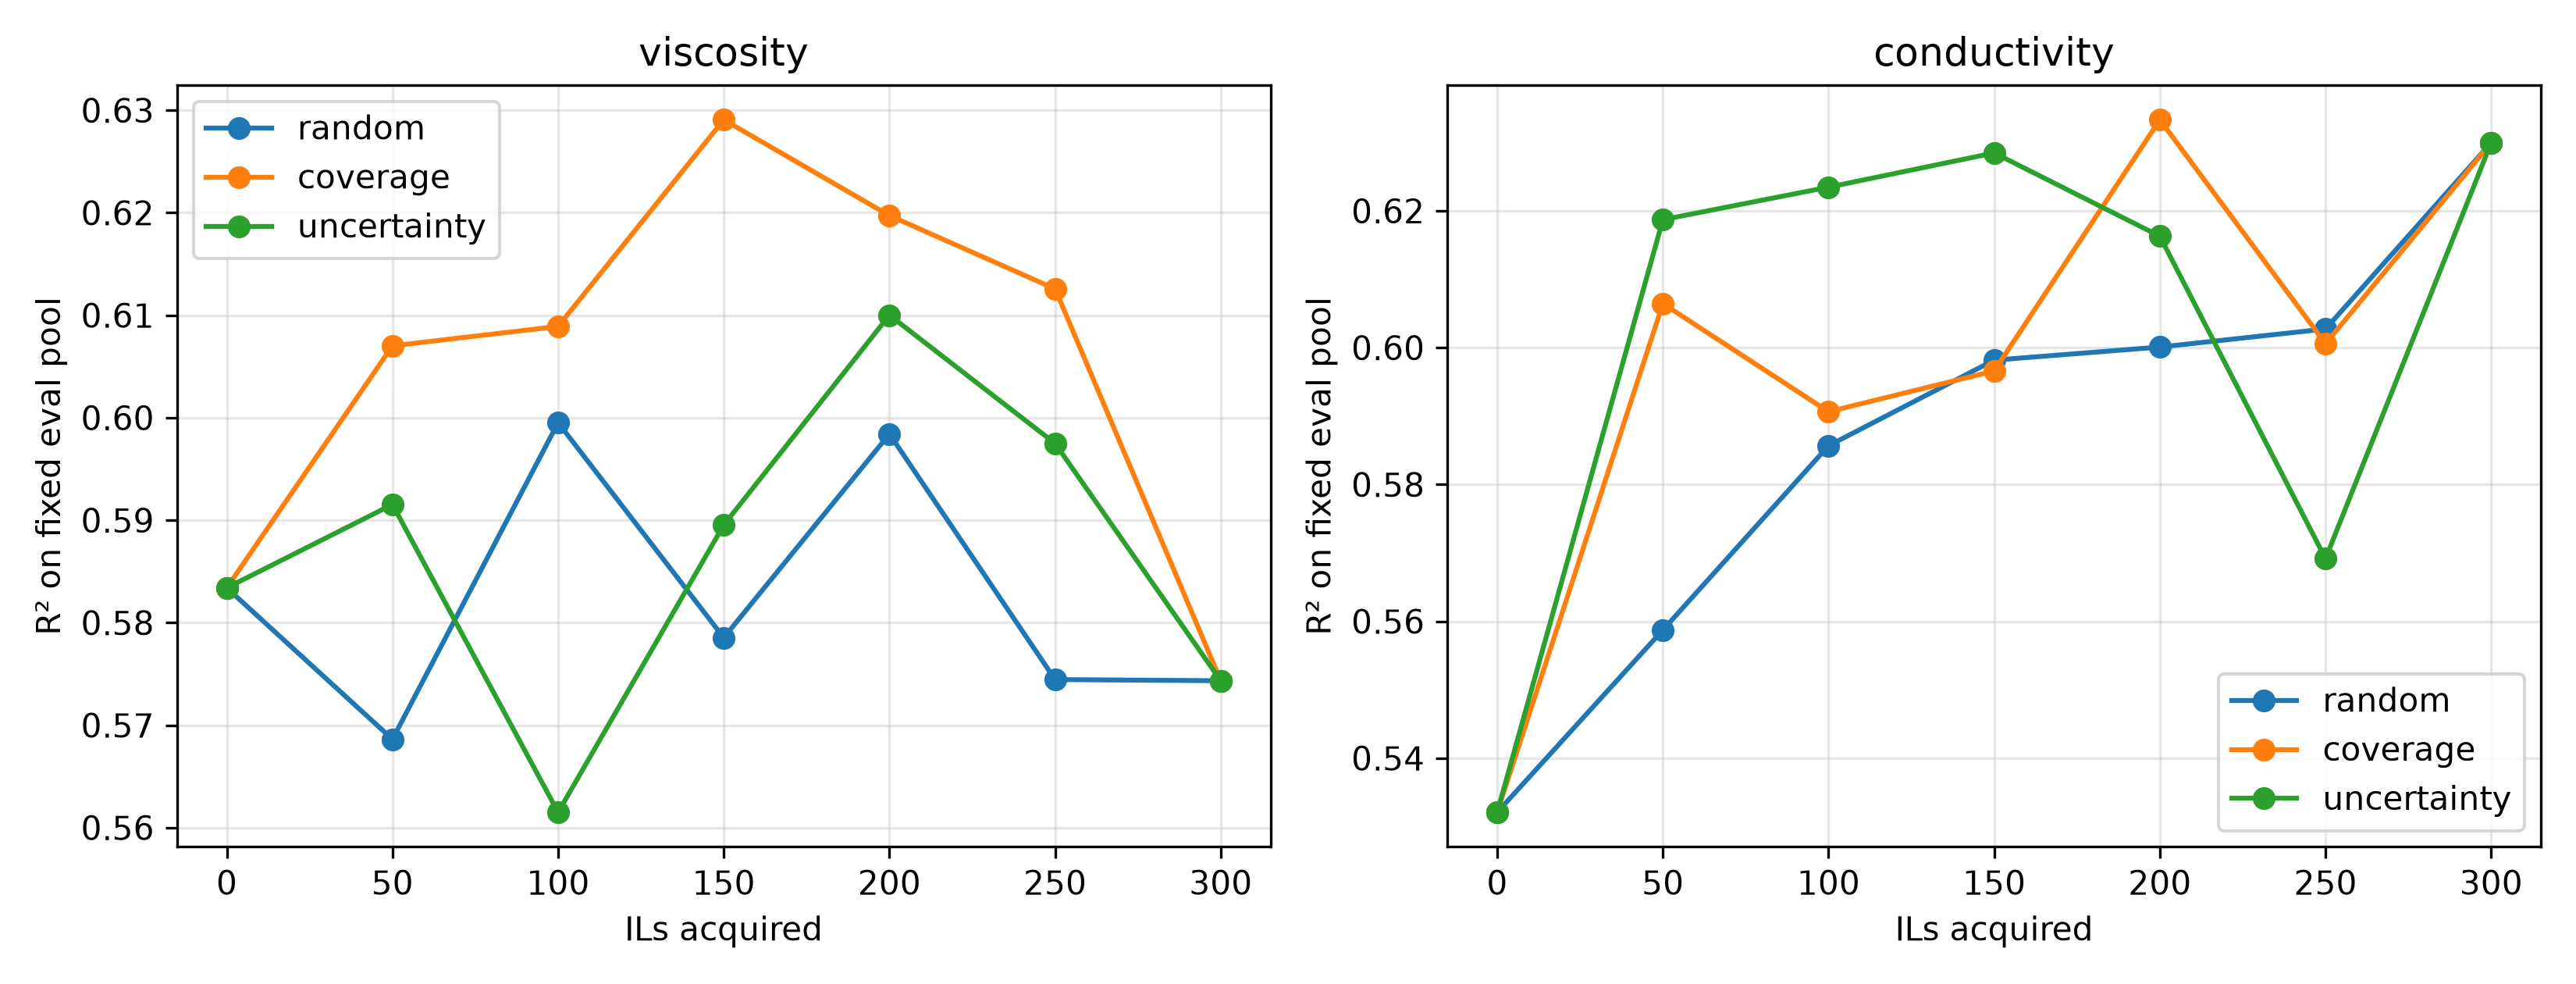 viscosity
random
coverage
uncertainty
R² on fixed eval pool
0.63
0.62
0.61
0.60
0.59
0.58
0.57
0.56
0 50 100 150 200 250 300
ILs acquired
conductivity
R² on fixed eval pool
0.62
0.60
0.58
0.56
0.54
random
coverage
uncertainty
0 50 100 150 200 250 300
ILs acquired